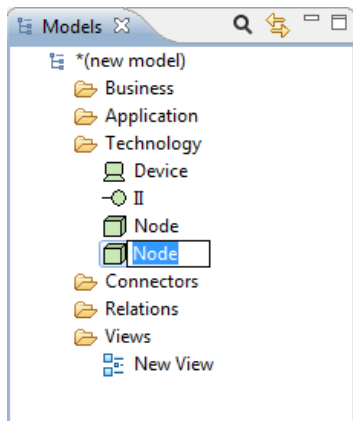 Models
*(new model)
Business
Application
Technology
Device
II
Node
Node
Connectors
Relations
Views
New View